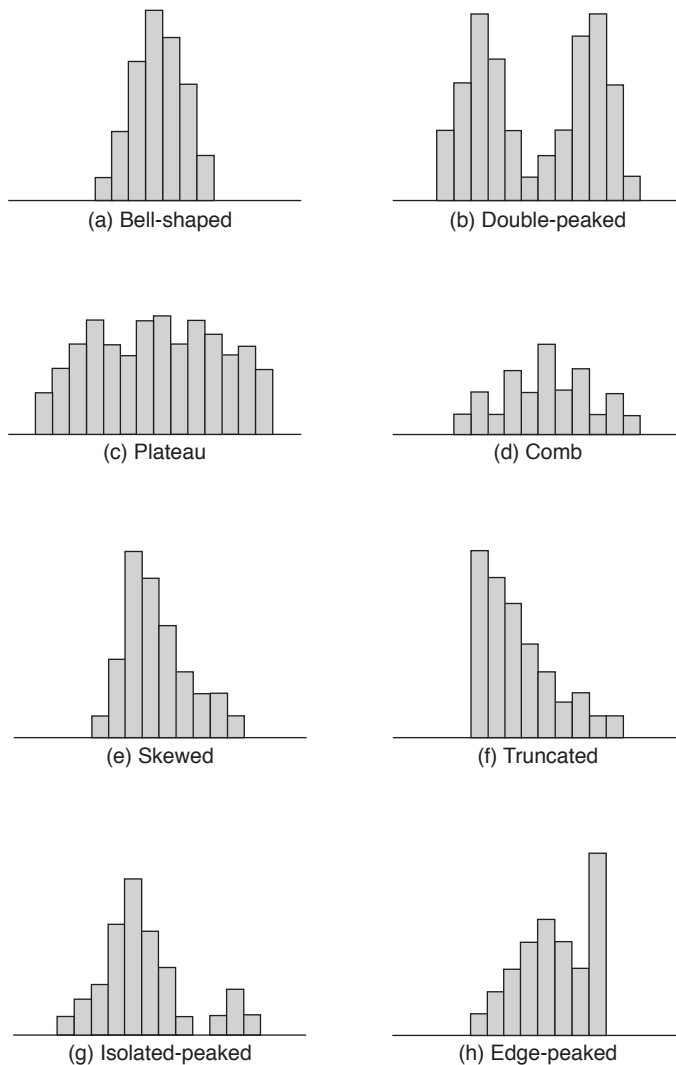 (a) Bell-shaped
(b) Double-peaked
(c) Plateau
(d) Comb
(e) Skewed
(f) Truncated
(g) Isolated-peaked
(h) Edge-peaked